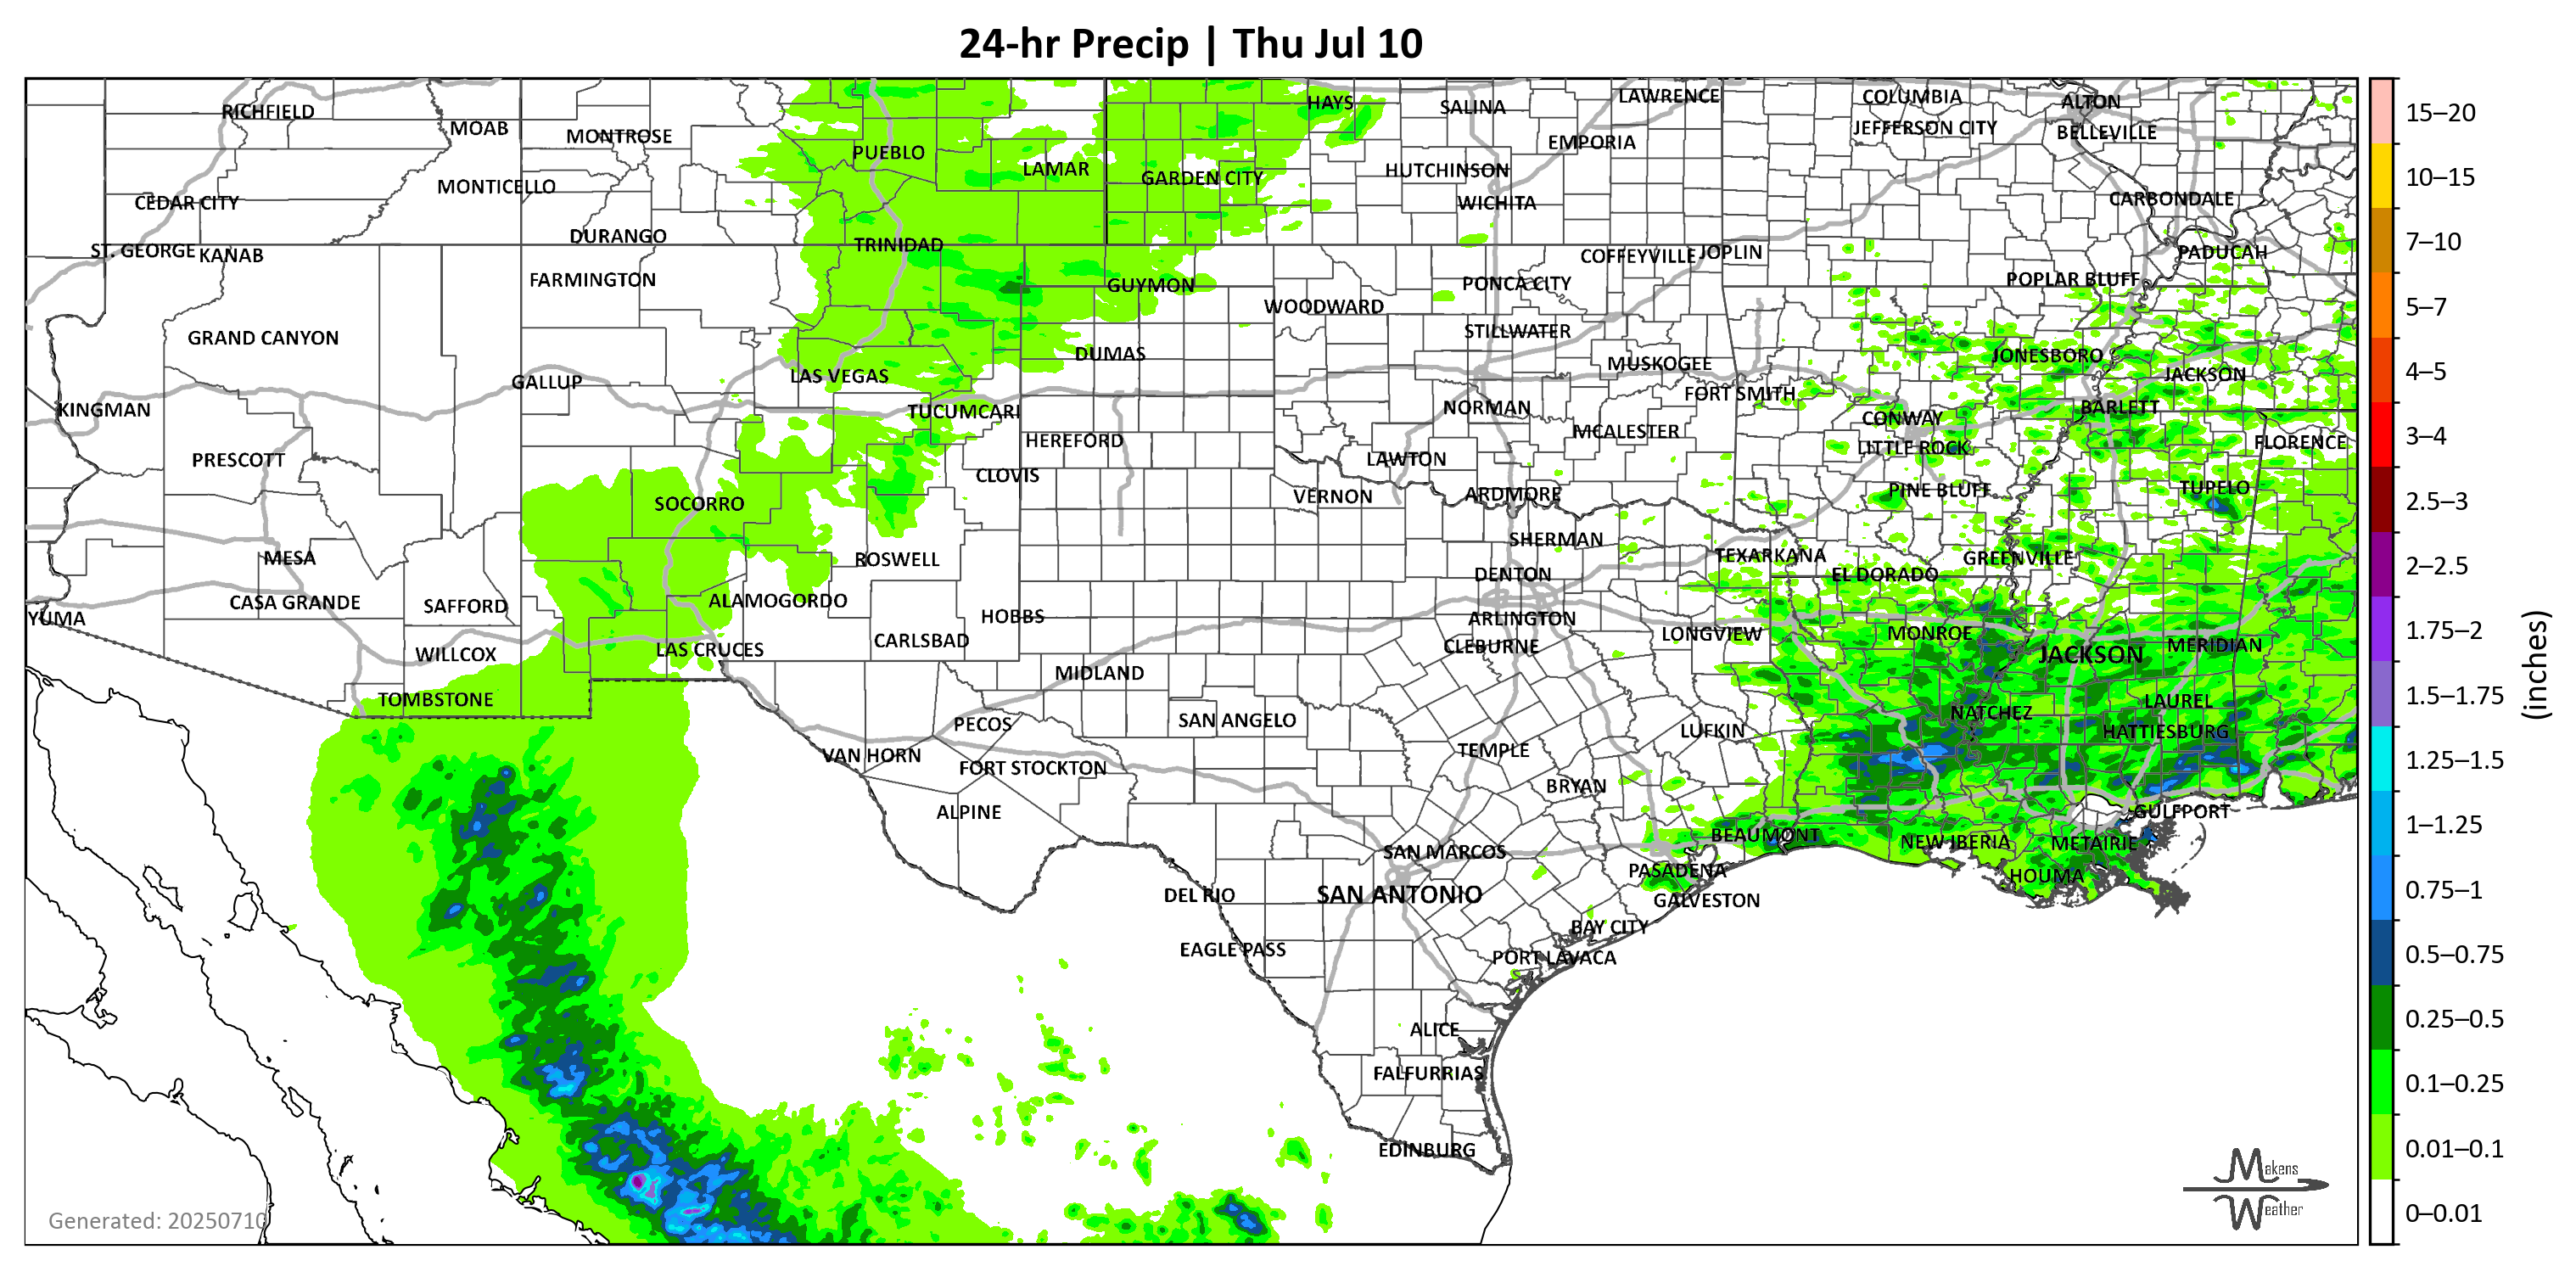 24-hr Precip | Thu Jul 10
RICHFIELD
MOAB
MONTROSE
PUEBLO
LAMAR
HAYS
SALINA
LAWRENCE
COLUMBIA
ALTON
JEFFERSON CITY
BELLEVILLE
EMPORIA
HUTCHINSON
GARDEN CITY
MONTICELLO
CEDAR CITY
WICHITA
CARBONDALE
DURANGO
TRINIDAD
ST. GEORGE
KANAB
COFFEYVILLE
JOPLIN
PADUCAH
FARMINGTON
GUYMON
PONCA CITY
POPLAR BLUFF
WOODWARD
GRAND CANYON
STILLWATER
DUMAS
JONESBORO
MUSKOGEE
JACKSON
GALLUP
LAS VEGAS
FORT SMITH
KINGMAN
TUCUMCARI
NORMAN
BARLETT
CONWAY
HEREFORD
MCALESTER
FLORENCE
LITTLE ROCK
PRESCOTT
LAWTON
CLOVIS
TUPELO
PINE BLUFF
VERNON
ARDMORE
SOCORRO
SHERMAN
MESA
ROSWELL
TEXARKANA
GREENVILLE
DENTON
EL DORADO
CASA GRANDE
SAFFORD
ALAMOGORDO
HOBBS
YUMA
ARLINGTON
CARLSBAD
LONGVIEW
MONROE
CLEBURNE
MERIDIAN
WILLCOX
LAS CRUCES
JACKSON
MIDLAND
TOMBSTONE
LAUREL
NATCHEZ
PECOS
SAN ANGELO
LUFKIN
HATTIESBURG
VAN HORN
TEMPLE
FORT STOCKTON
BRYAN
ALPINE
GULFPORT
BEAUMONT
NEW IBERIA
METAIRIE
SAN MARCOS
PASADENA
HOUMA
DEL RIO
SAN ANTONIO
GALVESTON
BAY CITY
EAGLE PASS
PORT LAVACA
ALICE
FALFURRIAS
EDINBURG
Generated: 20250710
Makens
Weather
15–20
10–15
7–10
5–7
4–5
3–4
2.5–3
2–2.5
1.75–2
1.5–1.75
1.25–1.5
1–1.25
0.75–1
0.5–0.75
0.25–0.5
0.1–0.25
0.01–0.1
0–0.01
(inches)